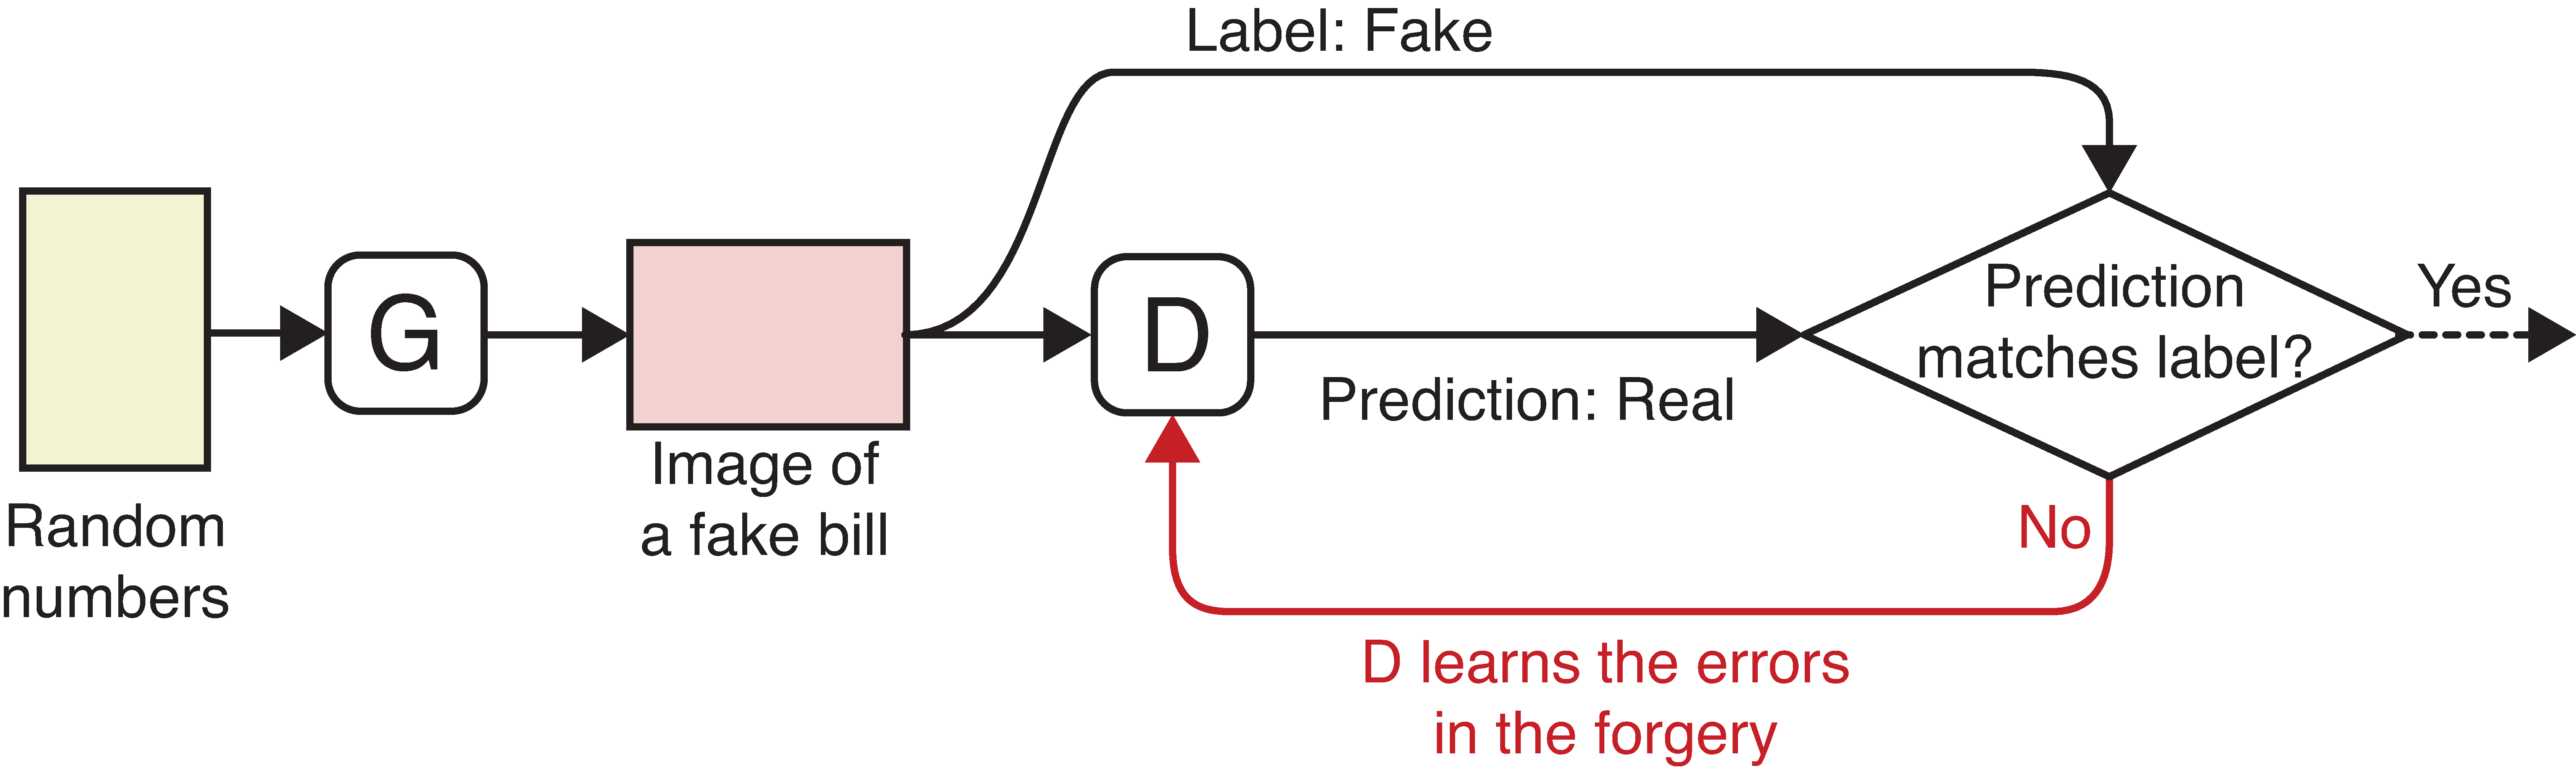 Label: Fake
Random
numbers
G
Image of
a fake bill
D
Prediction: Real
Prediction
matches label?
Yes
No
D learns the errors
in the forgery